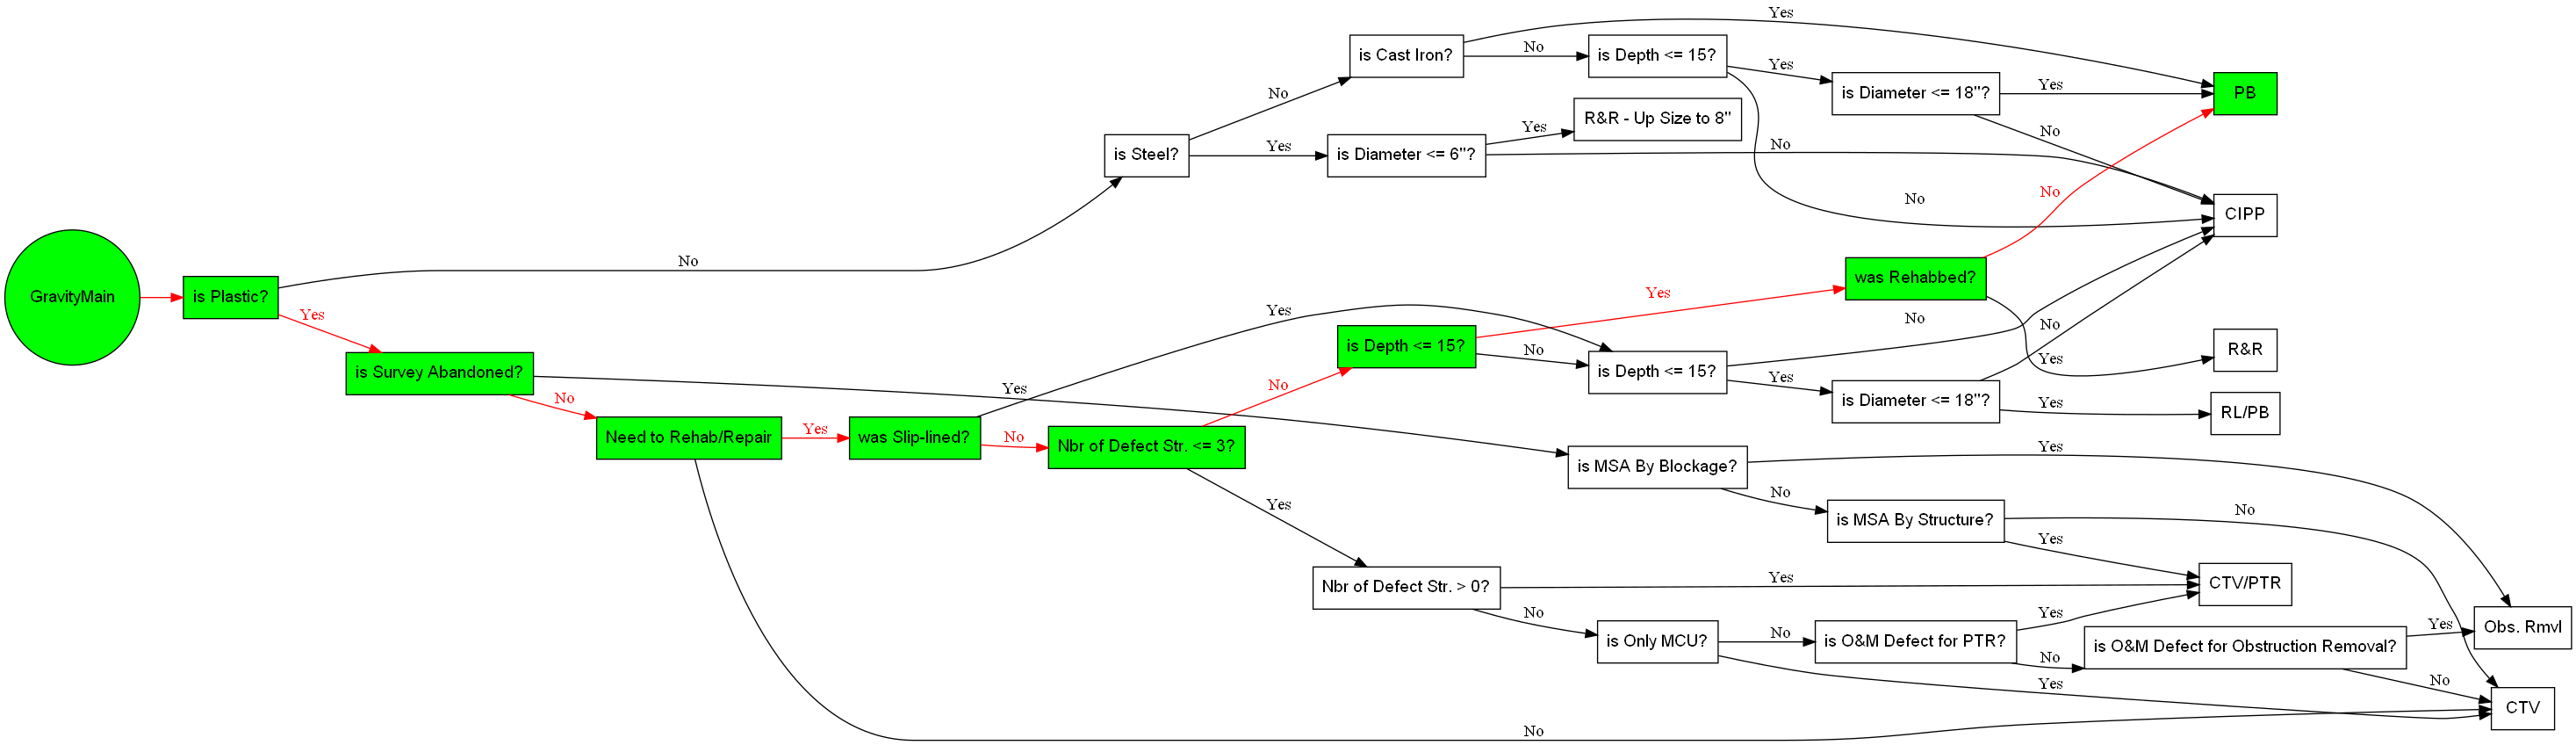 Yes
is Cast Iron?
No
is Depth <= 15?
Yes
is Diameter <= 18"?
Yes
PB
No
R&R - Up Size to 8"
Yes
No
is Steel?
Yes
is Diameter <= 6"?
No
No
No
CIPP
No
GravityMain
is Plastic?
Yes
No
was Rehabbed?
Yes
Yes
is Depth <= 15?
No
No
No
Yes
R&R
is Survey Abandoned?
Yes
No
No
is Depth <= 15?
Yes
is Diameter <= 18"?
Yes
RL/PB
Need to Rehab/Repair
Yes
was Slip-lined?
No
Nbr of Defect Str. <= 3?
Yes
is MSA By Blockage?
Yes
No
is MSA By Structure?
No
Yes
Nbr of Defect Str. > 0?
Yes
CTV/PTR
No
is Only MCU?
No
is O&M Defect for PTR?
Yes
No
is O&M Defect for Obstruction Removal?
Yes
Obs. Rmvl
No
Yes
CTV
No